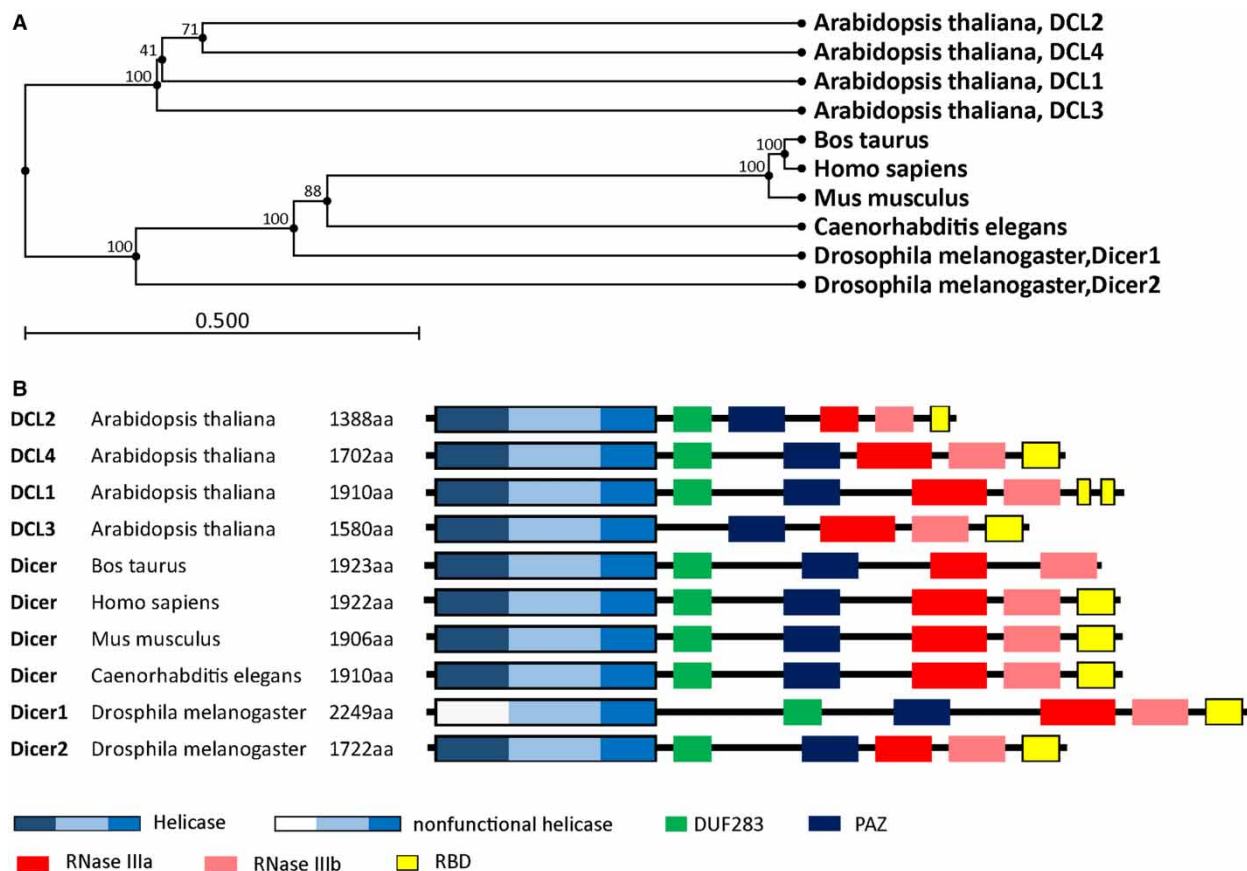 A
71
Arabidopsis thaliana, DCL2
41
Arabidopsis thaliana, DCL4
100
Arabidopsis thaliana, DCL1
Arabidopsis thaliana, DCL3
100
Bos taurus
100
Homo sapiens
Mus musculus
88
100
Caenorhabditis elegans
100
Drosophila melanogaster,Dicer1
Drosophila melanogaster,Dicer2
0.500
B
DCL2 Arabidopsis thaliana 1388aa
DCL4 Arabidopsis thaliana 1702aa
DCL1 Arabidopsis thaliana 1910aa
DCL3 Arabidopsis thaliana 1580aa
Dicer Bos taurus 1923aa
Dicer Homo sapiens 1922aa
Dicer Mus musculus 1906aa
Dicer Caenorhabditis elegans 1910aa
Dicer1 Drosphila melanogaster 2249aa
Dicer2 Drosphila melanogaster 1722aa
Helicase nonfunctional helicase DUF283 PAZ
RNase IIIa RNase IIIb RBD